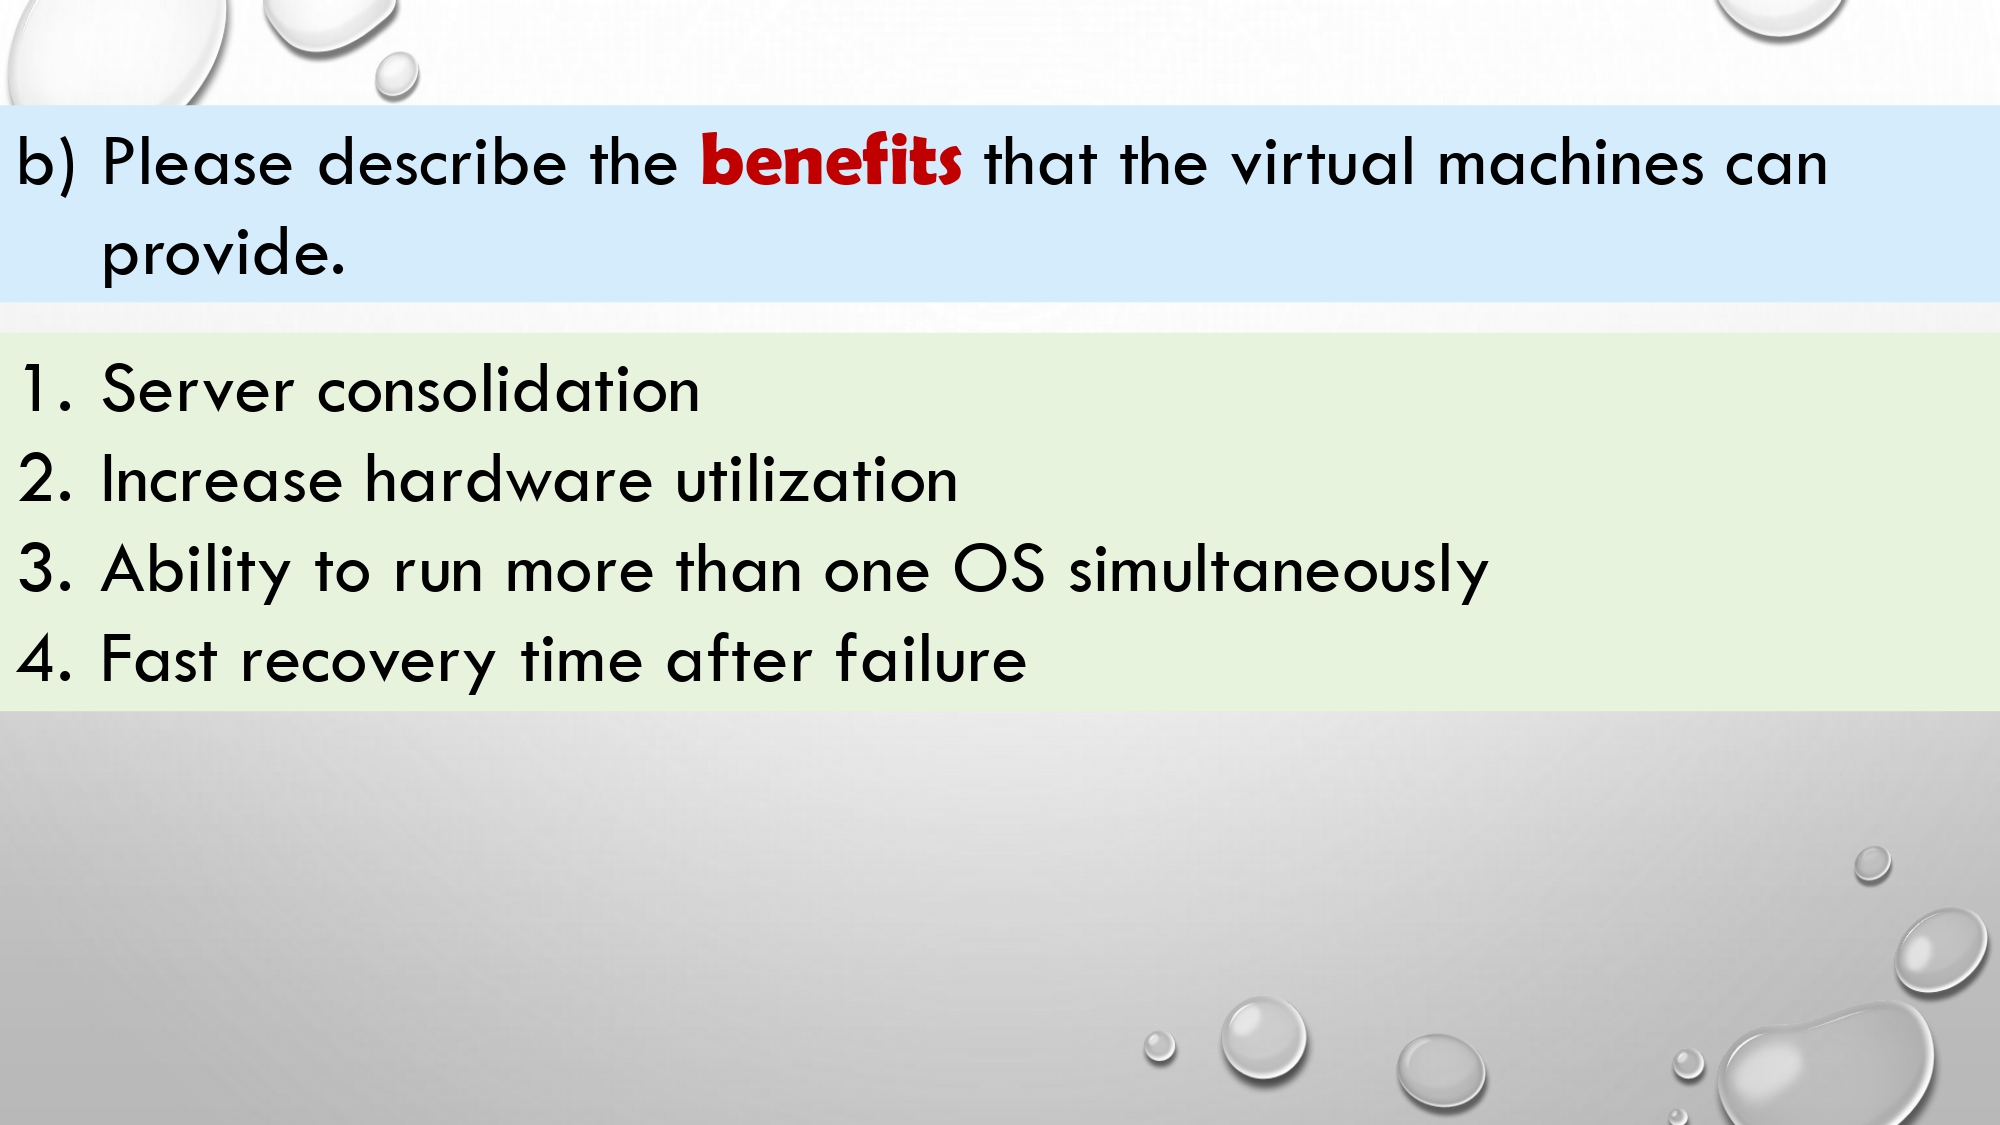 b) Please describe the benefits that the virtual machines can
provide.
1. Server consolidation
2. Increase hardware utilization
3. Ability to run more than one OS simultaneously
4. Fast recovery time after failure